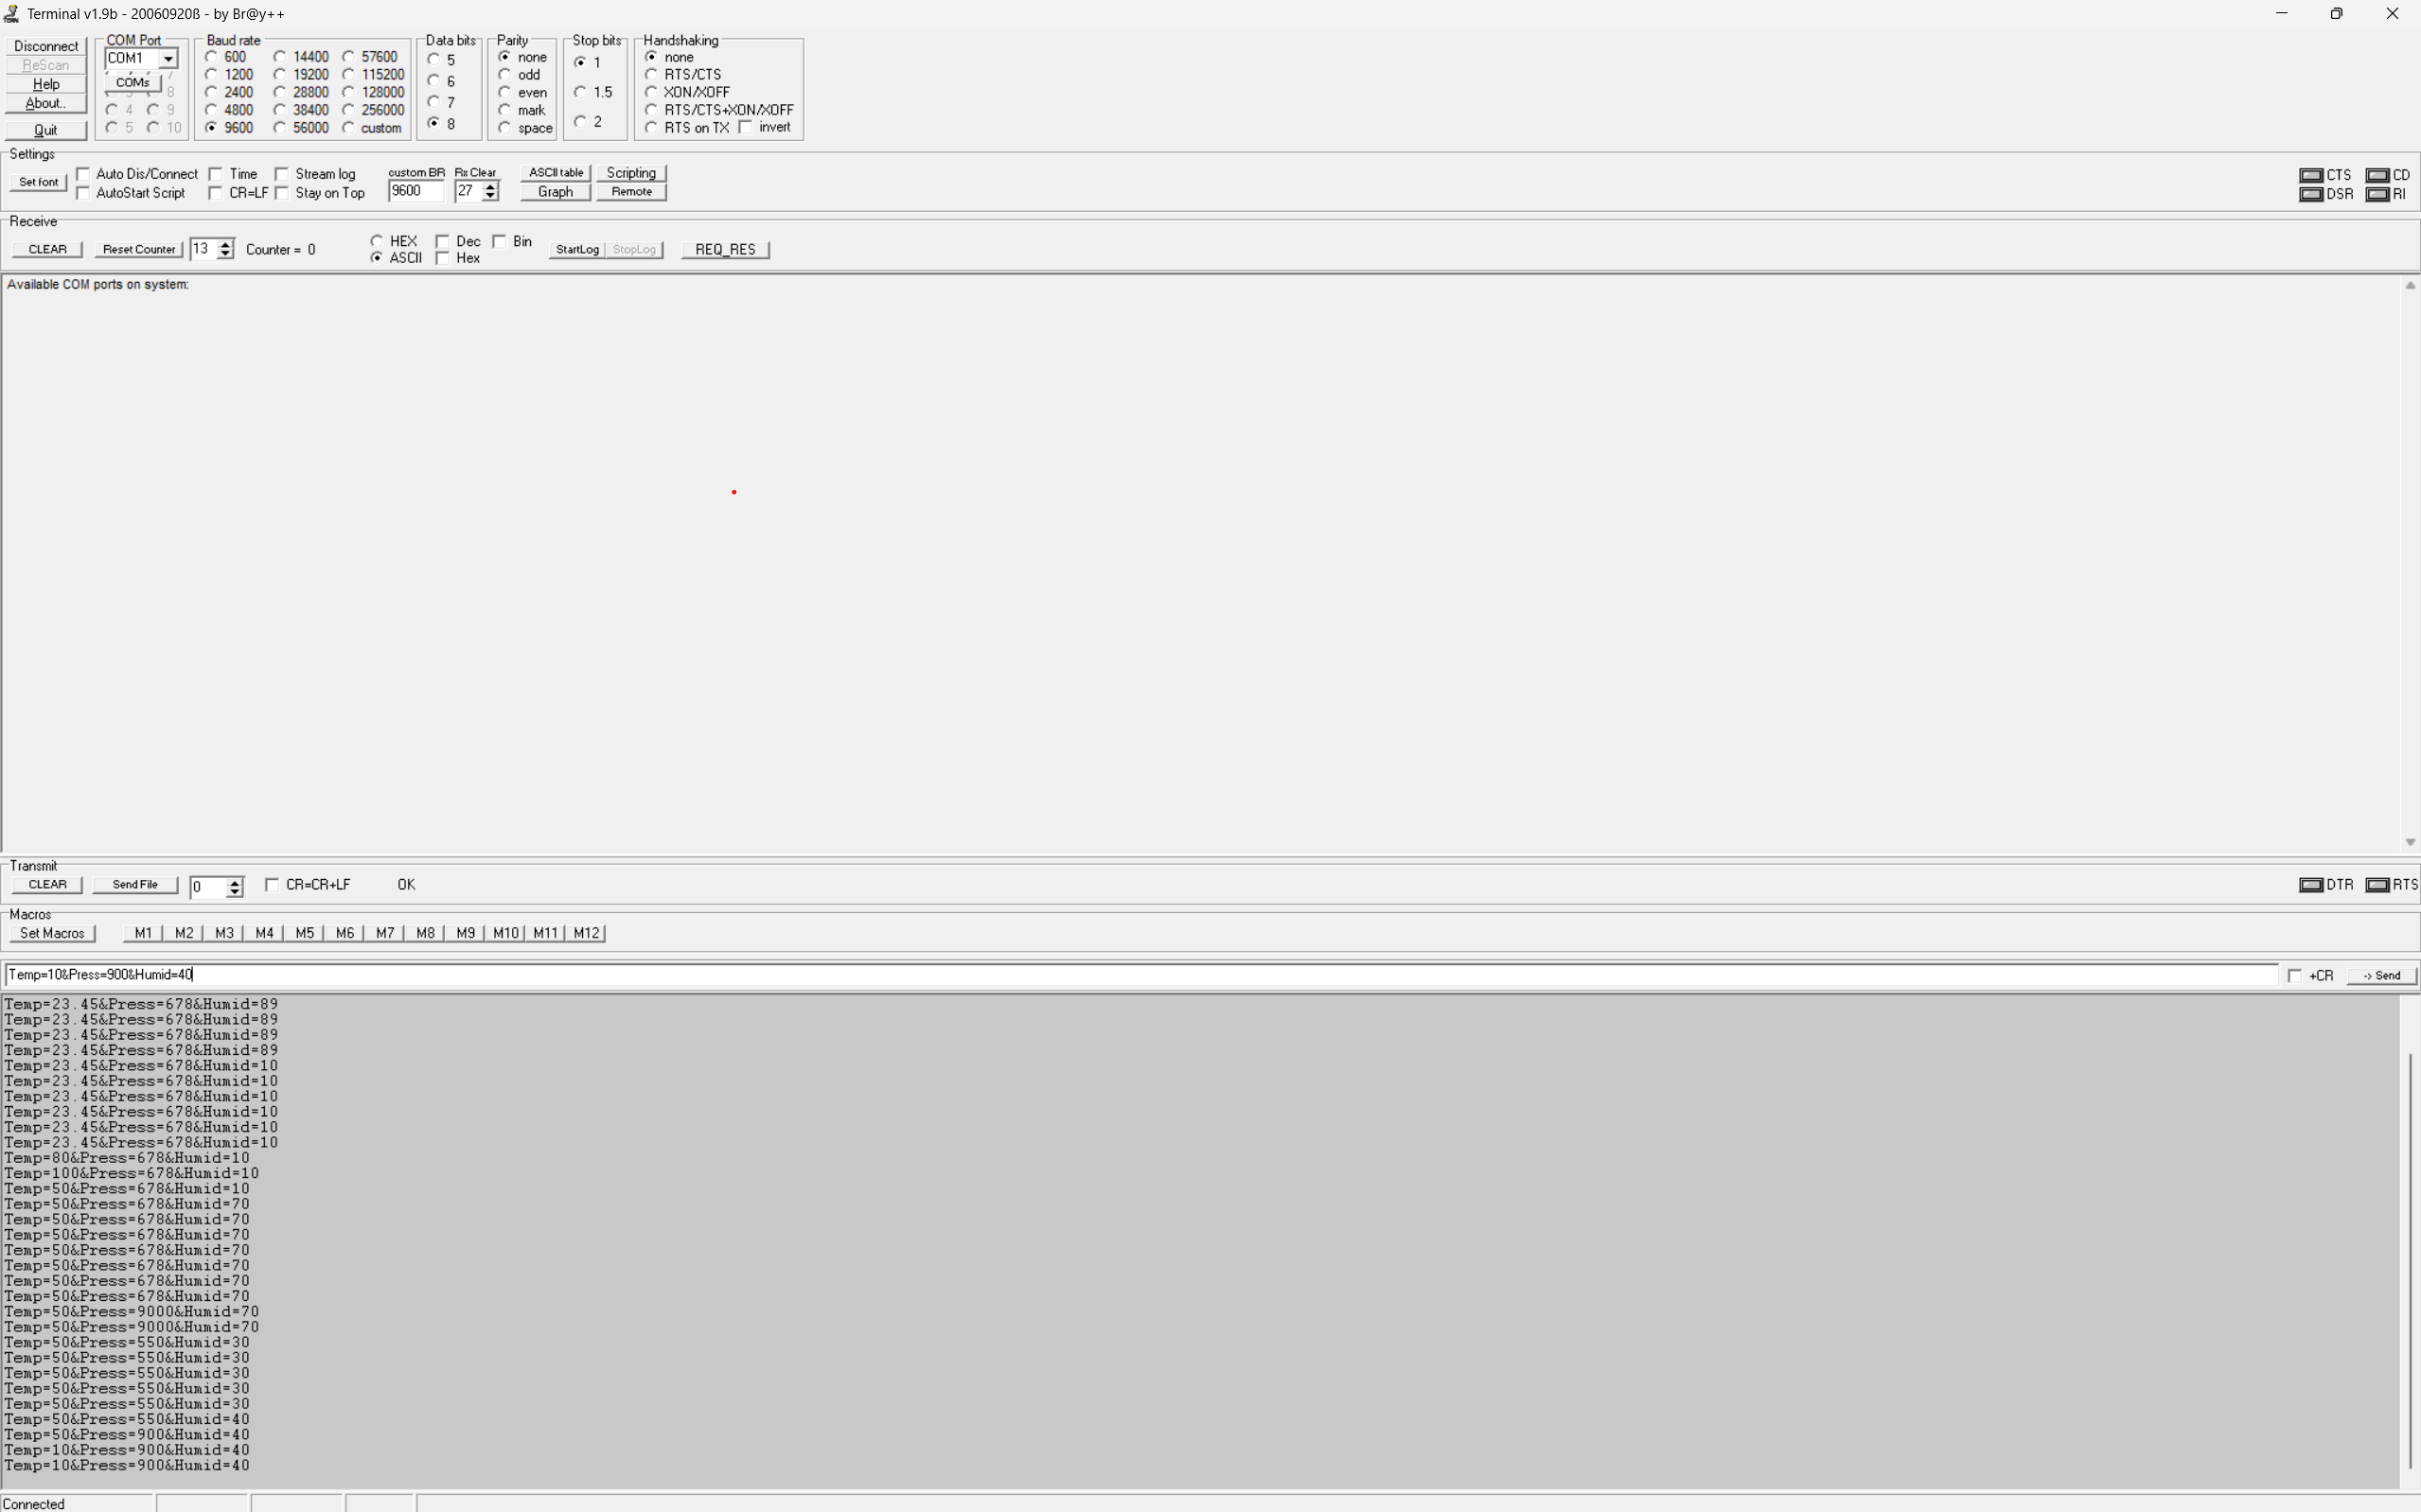 Terminal v1.9b - 20060920ß - by Br@y++
Disconnect
ReScan
Help
About..
Quit
COM Port
COM1
COMs
7
3 8
4 9
5 10
Baud rate
600 14400 57600
1200 19200 115200
2400 28800 128000
4800 38400 256000
9600 56000 custom
Data bits
5
6
7
8
Parity
none
odd
even
mark
space
Stop bits
1
1.5
2
Handshaking
none
RTS/CTS
XON/XOFF
RTS/CTS+XON/XOFF
RTS on TX invert
Settings
Set font
Auto Dis/Connect Time Stream log
AutoStart Script CR=LF Stay on Top
custom BR Rx Clear
9600 27
ASCII table Scripting
Graph Remote
CTS CD
DSR RI
Receive
CLEAR Reset Counter 13 Counter = 0
HEX Dec Bin
ASCII Hex
StartLog StopLog REQ_RES
Available COM ports on system:
Transmit
CLEAR Send File 0 CR=CR+LF OK
DTR RTS
Macros
Set Macros M1 M2 M3 M4 M5 M6 M7 M8 M9 M10 M11 M12
Temp=10&Press=900&Humid=40
+CR -> Send
Temp=23.45&Press=678&Humid=89
Temp=23.45&Press=678&Humid=89
Temp=23.45&Press=678&Humid=89
Temp=23.45&Press=678&Humid=89
Temp=23.45&Press=678&Humid=10
Temp=23.45&Press=678&Humid=10
Temp=23.45&Press=678&Humid=10
Temp=23.45&Press=678&Humid=10
Temp=23.45&Press=678&Humid=10
Temp=23.45&Press=678&Humid=10
Temp=80&Press=678&Humid=10
Temp=100&Press=678&Humid=10
Temp=50&Press=678&Humid=10
Temp=50&Press=678&Humid=70
Temp=50&Press=678&Humid=70
Temp=50&Press=678&Humid=70
Temp=50&Press=678&Humid=70
Temp=50&Press=678&Humid=70
Temp=50&Press=678&Humid=70
Temp=50&Press=678&Humid=70
Temp=50&Press=9000&Humid=70
Temp=50&Press=9000&Humid=70
Temp=50&Press=550&Humid=30
Temp=50&Press=550&Humid=30
Temp=50&Press=550&Humid=30
Temp=50&Press=550&Humid=30
Temp=50&Press=550&Humid=30
Temp=50&Press=550&Humid=40
Temp=50&Press=900&Humid=40
Temp=10&Press=900&Humid=40
Temp=10&Press=900&Humid=40
Connected